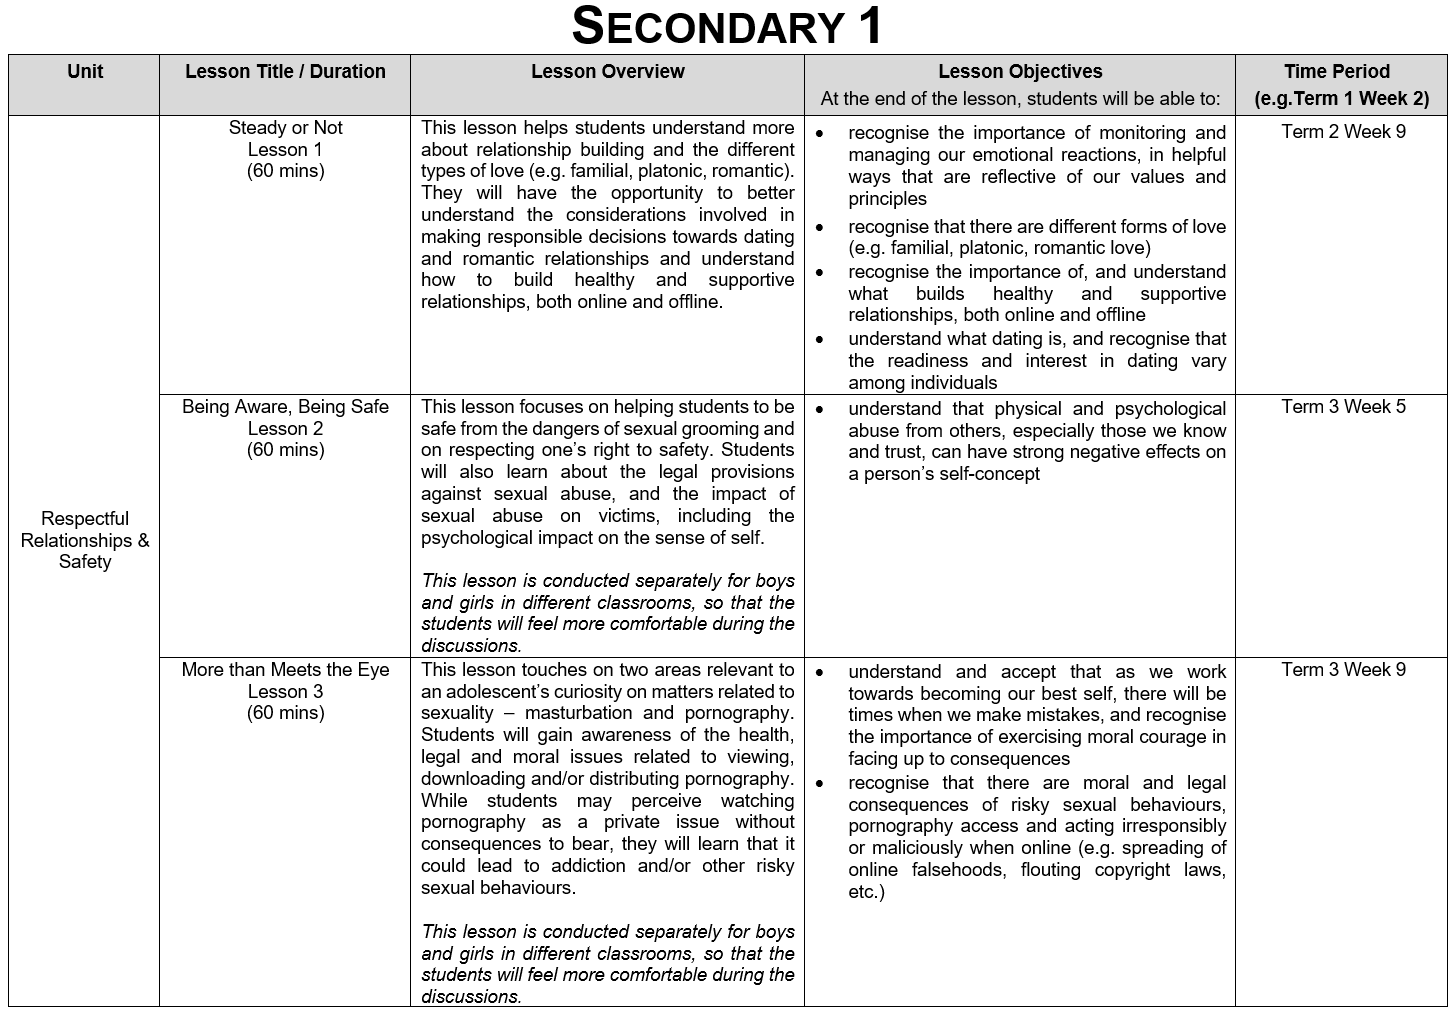 SECONDARY 1
Unit
Lesson Title / Duration
Lesson Overview
Lesson Objectives
At the end of the lesson, students will be able to:
Time Period
(e.g.Term 1 Week 2)
Respectful
Relationships &
Safety
Steady or Not
Lesson 1
(60 mins)
This lesson helps students understand more
about relationship building and the different
types of love (e.g. familial, platonic, romantic).
They will have the opportunity to better
understand the considerations involved in
making responsible decisions towards dating
and romantic relationships and understand
how to build healthy and supportive
relationships, both online and offline.
• recognise the importance of monitoring and
managing our emotional reactions, in helpful
ways that are reflective of our values and
principles
• recognise that there are different forms of love
(e.g. familial, platonic, romantic love)
• recognise the importance of, and understand
what builds healthy and supportive
relationships, both online and offline
• understand what dating is, and recognise that
the readiness and interest in dating vary
among individuals
Term 2 Week 9
Being Aware, Being Safe
Lesson 2
(60 mins)
This lesson focuses on helping students to be
safe from the dangers of sexual grooming and
on respecting one’s right to safety. Students
will also learn about the legal provisions
against sexual abuse, and the impact of
sexual abuse on victims, including the
psychological impact on the sense of self.
This lesson is conducted separately for boys
and girls in different classrooms, so that the
students will feel more comfortable during the
discussions.
• understand that physical and psychological
abuse from others, especially those we know
and trust, can have strong negative effects on
a person’s self-concept
Term 3 Week 5
More than Meets the Eye
Lesson 3
(60 mins)
This lesson touches on two areas relevant to
an adolescent’s curiosity on matters related to
sexuality – masturbation and pornography.
Students will gain awareness of the health,
legal and moral issues related to viewing,
downloading and/or distributing pornography.
While students may perceive watching
pornography as a private issue without
consequences to bear, they will learn that it
could lead to addiction and/or other risky
sexual behaviours.
This lesson is conducted separately for boys
and girls in different classrooms, so that the
students will feel more comfortable during the
discussions.
• understand and accept that as we work
towards becoming our best self, there will be
times when we make mistakes, and recognise
the importance of exercising moral courage in
facing up to consequences
• recognise that there are moral and legal
consequences of risky sexual behaviours,
pornography access and acting irresponsibly
or maliciously when online (e.g. spreading of
online falsehoods, flouting copyright laws,
etc.)
Term 3 Week 9